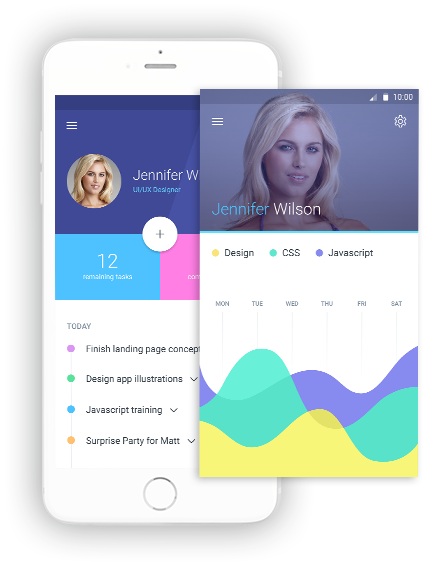 Jennifer W
UI/UX Designer
12
remaining tasks
TODAY
Finish landing page concept
Design app illustrations
Javascript training
Surprise Party for Matt
10:00
Jennifer Wilson
Design
CSS
Javascript
MON TUE WED THU FRI SAT